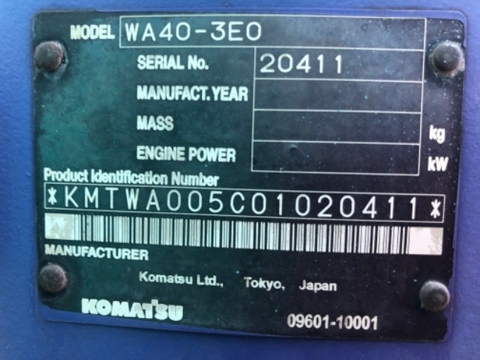 MODEL WA40-3E0
SERIAL No. 20411
MANUFACT. YEAR
MASS kg
ENGINE POWER kW
Product Identification Number
*KMTWA005C01020411*
MANUFACTURER
Komatsu Ltd., Tokyo, Japan
KOMATSU 09601-10001